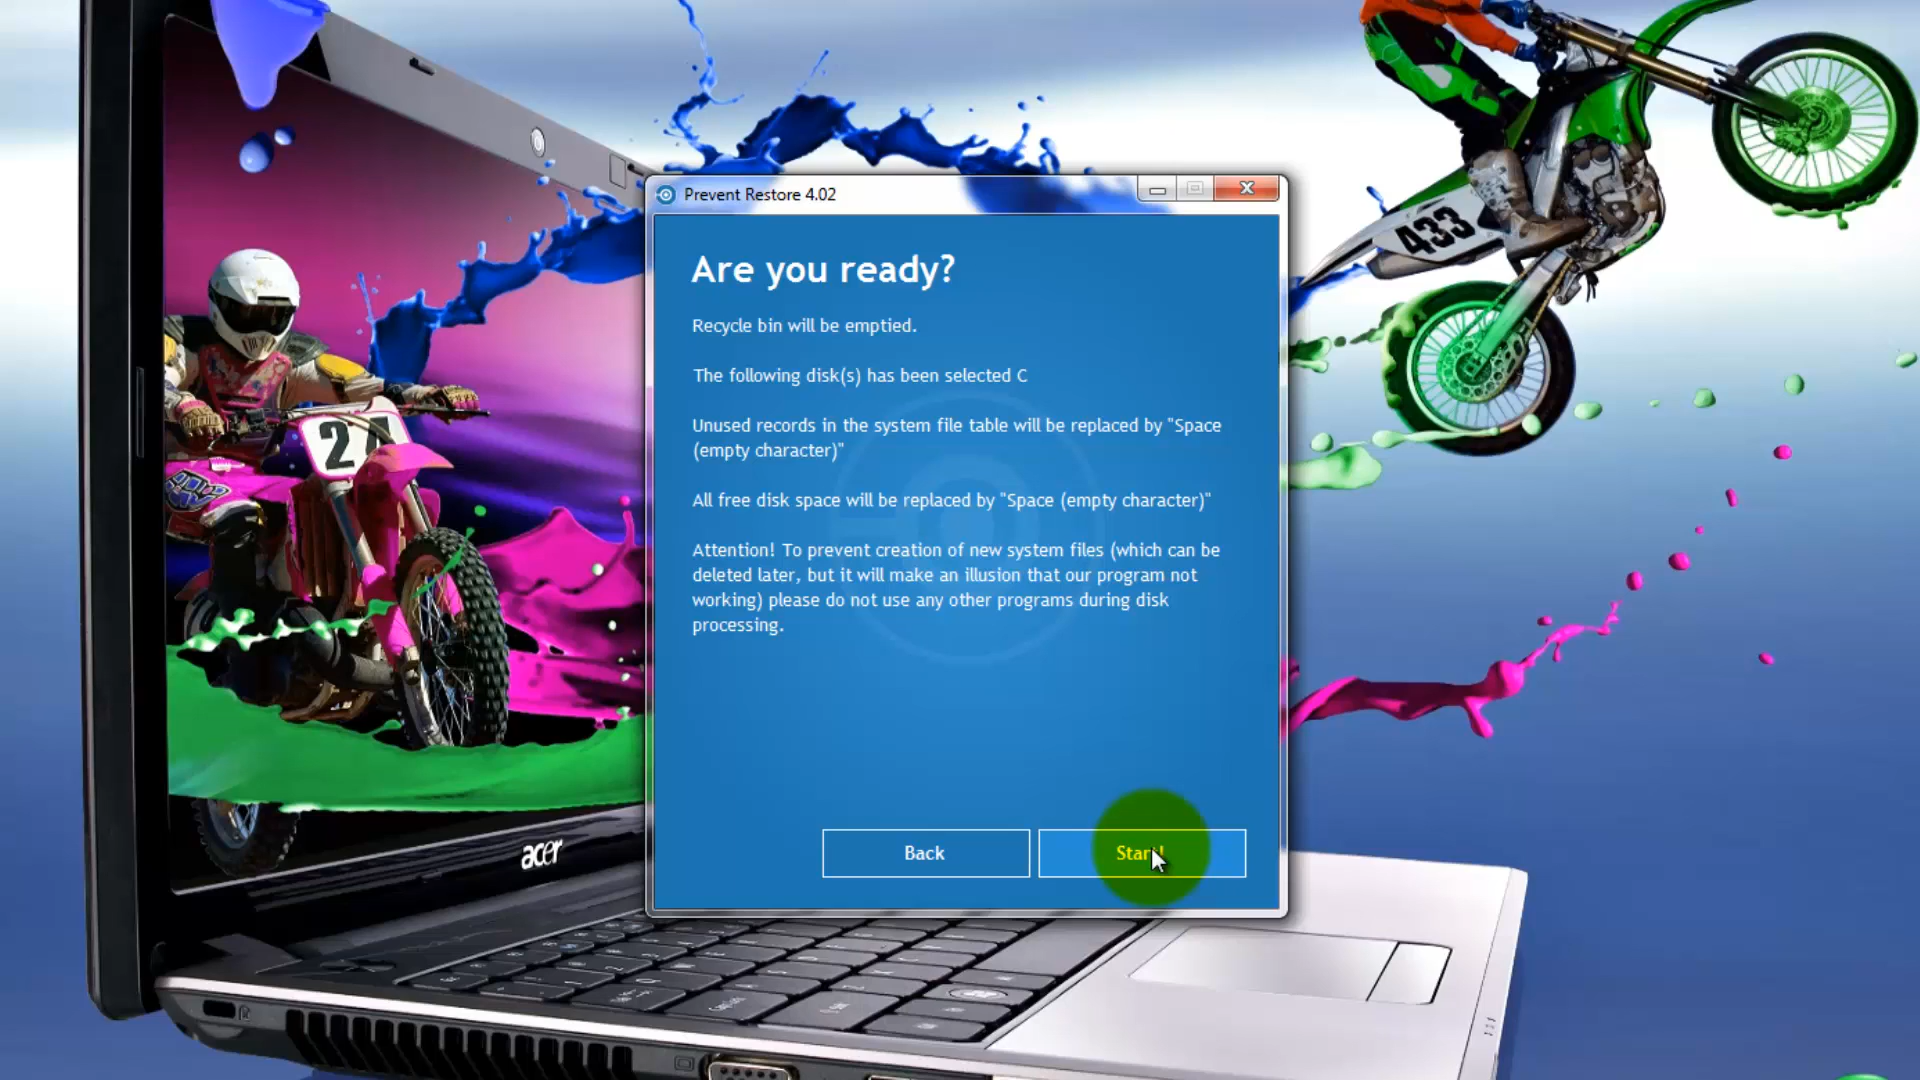 Prevent Restore 4.02
Are you ready?
Recycle bin will be emptied.
The following disk(s) has been selected C
Unused records in the system file table will be replaced by "Space
(empty character)"
All free disk space will be replaced by "Space (empty character)"
Attention! To prevent creation of new system files (which can be
deleted later, but it will make an illusion that our program not
working) please do not use any other programs during disk
processing.
Back
Start!
433
24
acer